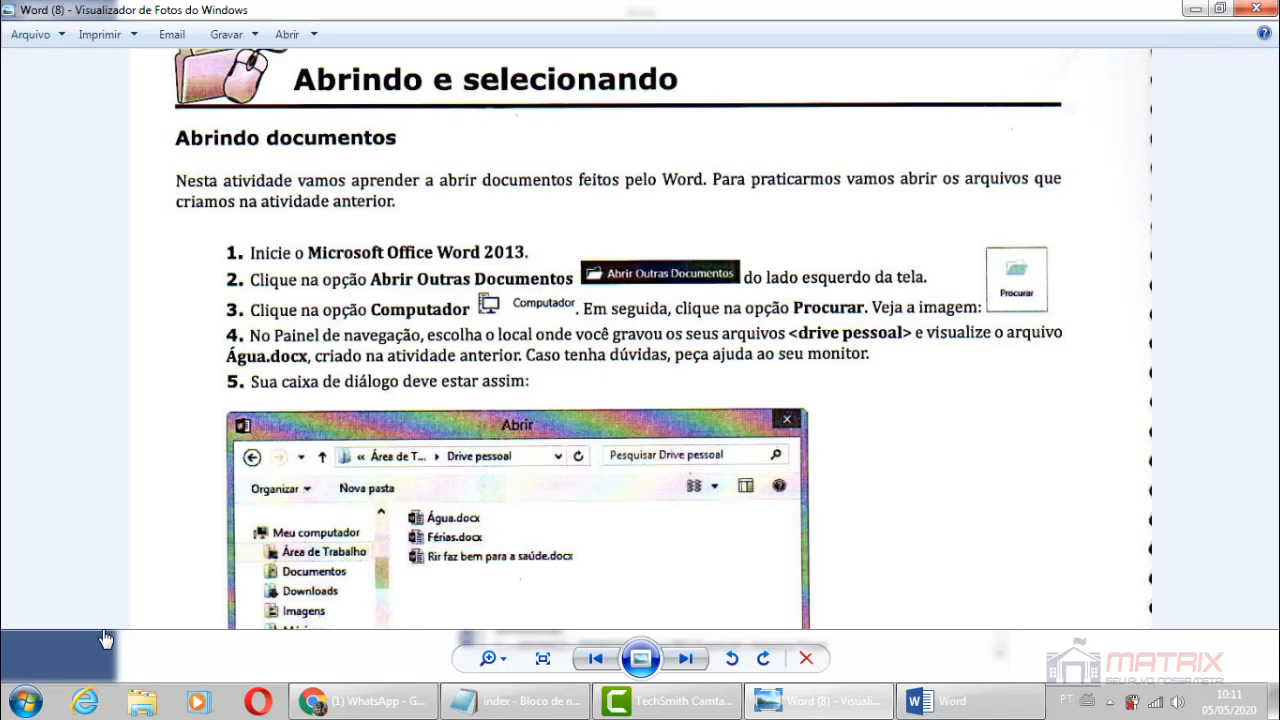 Word (8) - Visualizador de Fotos do Windows
Arquivo Imprimir Email Gravar Abrir
Abrindo e selecionando
Abrindo documentos
Nesta atividade vamos aprender a abrir documentos feitos pelo Word. Para praticarmos vamos abrir os arquivos que
criamos na atividade anterior.
1. Inicie o Microsoft Office Word 2013.
2. Clique na opção Abrir Outras Documentos Abrir Outras Documentos do lado esquerdo da tela.
3. Clique na opção Computador Computador. Em seguida, clique na opção Procurar. Veja a imagem:
Procurar
4. No Painel de navegação, escolha o local onde você gravou os seus arquivos <drive pessoal> e visualize o arquivo
Água.docx, criado na atividade anterior. Caso tenha dúvidas, peça ajuda ao seu monitor.
5. Sua caixa de diálogo deve estar assim:
Abrir
« Área de T... Drive pessoal Pesquisar Drive pessoal
Organizar Nova pasta
Meu computador
Área de Trabalho
Documentos
Downloads
Imagens
Água.docx
Férias.docx
Rir faz bem para a saúde.docx
MATRIX
SEU ALVO, NOSSA META!
(1) WhatsApp - G... index - Bloco de n... TechSmith Camta... Word (8) - Visuali... Word PT 10:11
05/05/2020